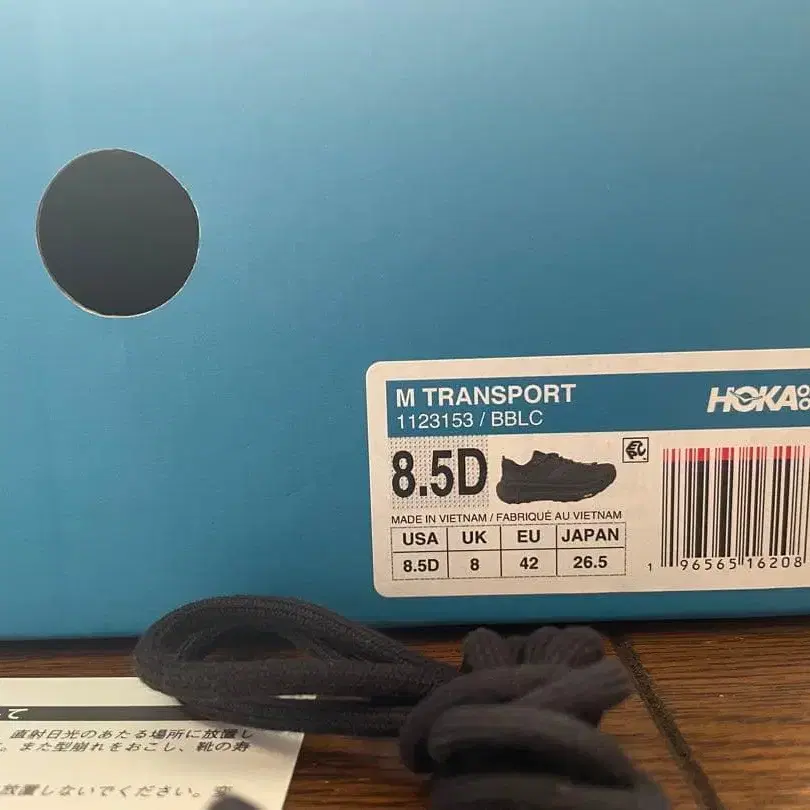 M TRANSPORT
1123153 / BBLC
HOKA
8.5D
MADE IN VIETNAM / FABRIQUÉ AU VIETNAM
USA UK EU JAPAN
8.5D 8 42 26.5
1 96565 16208
て
直射日光のあたる場所に放置し
。また型崩れをおこし、靴の寿
放置しないでください。変